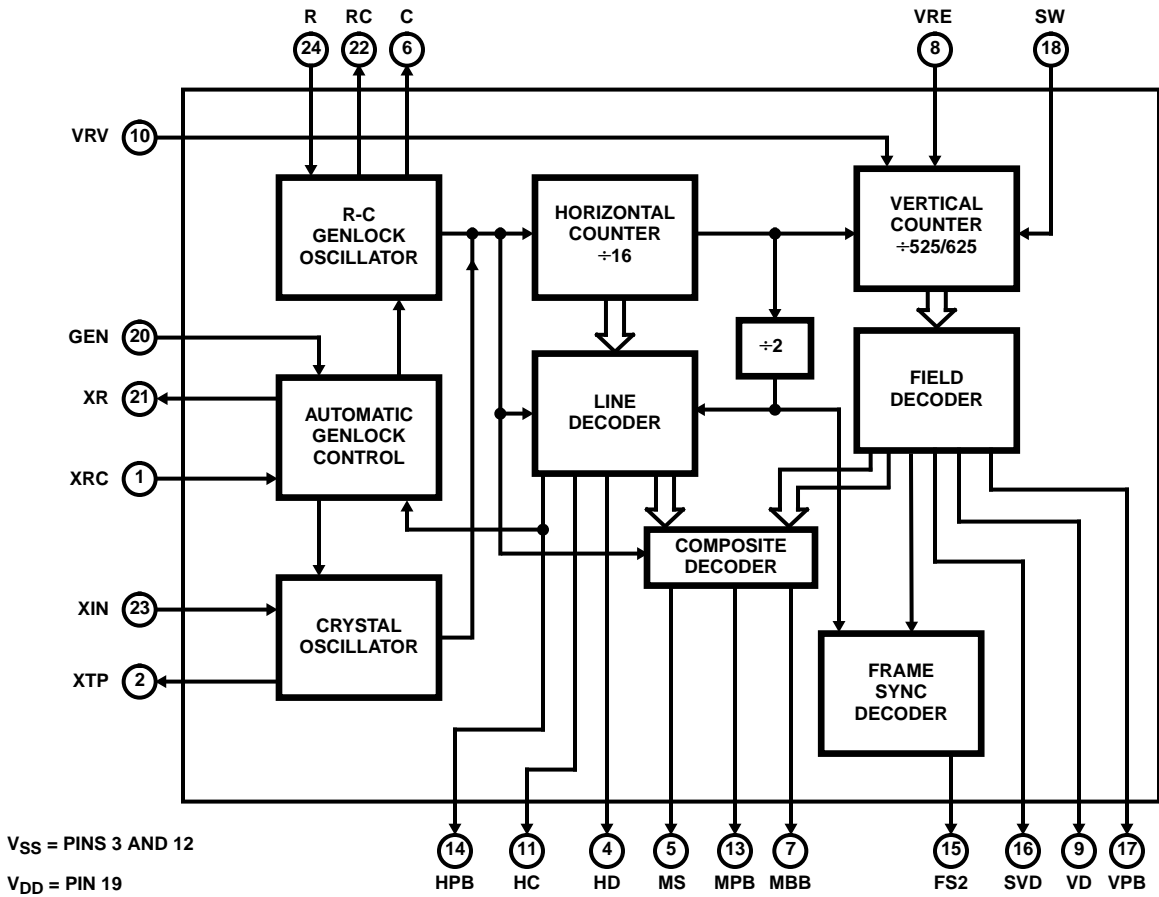 R RC C VRE SW
24 22 6 8 18
VRV 10
R-C
GENLOCK
OSCILLATOR
HORIZONTAL
COUNTER
÷16
VERTICAL
COUNTER
÷525/625
GEN 20
÷2
XR 21
AUTOMATIC
GENLOCK
CONTROL
LINE
DECODER
FIELD
DECODER
XRC 1
COMPOSITE
DECODER
XIN 23
CRYSTAL
OSCILLATOR
XTP 2
FRAME
SYNC
DECODER
VSS = PINS 3 AND 12
14 11 4 5 13 7 15 16 9 17
VDD = PIN 19
HPB HC HD MS MPB MBB FS2 SVD VD VPB